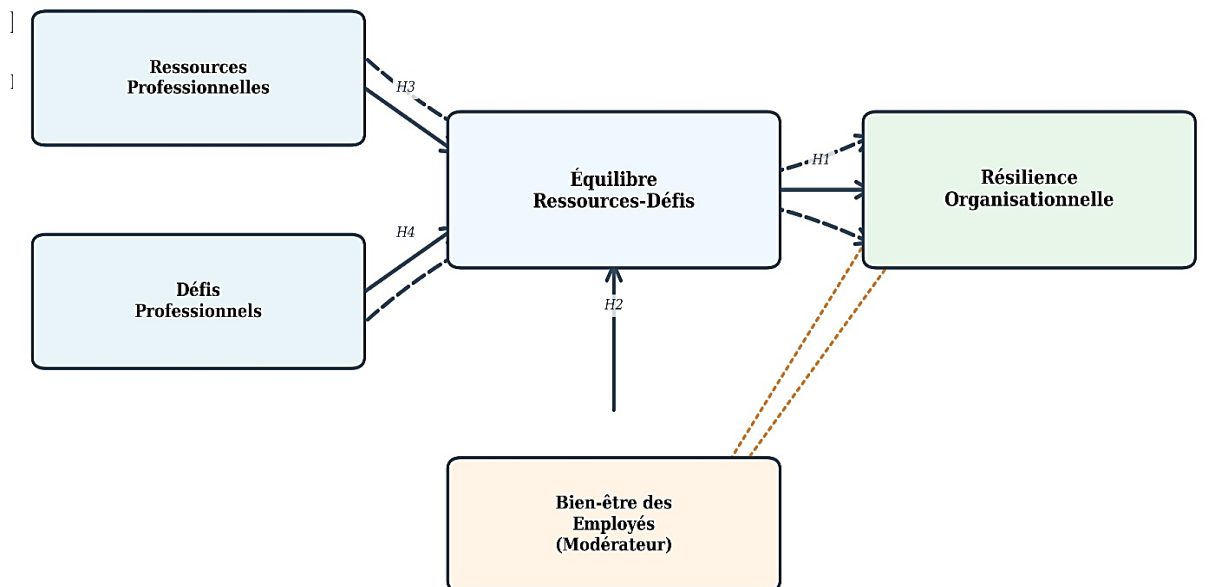 Ressources
Professionnelles
H3
H1
Équilibre
Ressources-Défis
Résilience
Organisationnelle
H4
Défis
Professionnels
H2
Bien-être des
Employés
(Modérateur)